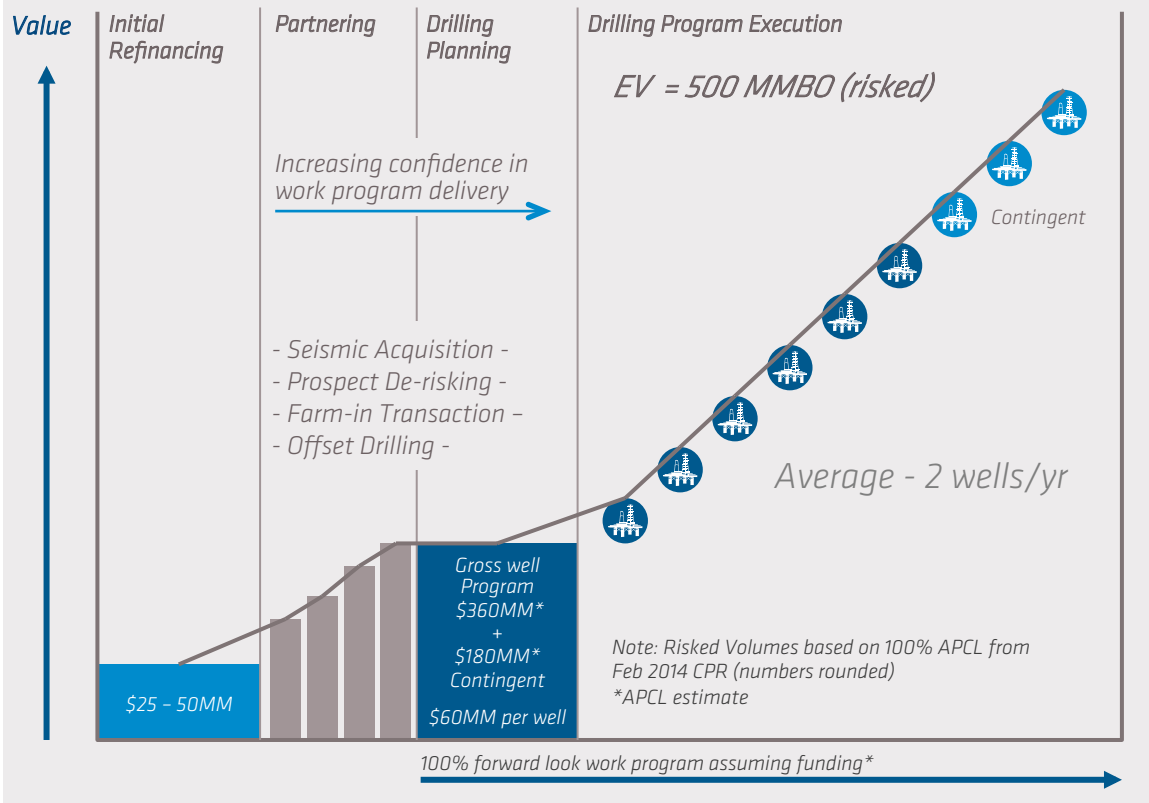 Value
Initial
Refinancing
Partnering
Drilling
Planning
Drilling Program Execution
EV = 500 MMBO (risked)
Increasing confidence in
work program delivery
Contingent
- Seismic Acquisition -
- Prospect De-risking -
- Farm-in Transaction –
- Offset Drilling -
Average - 2 wells/yr
Gross well
Program
$360MM*
+
$180MM*
Contingent
$60MM per well
$25 – 50MM
Note: Risked Volumes based on 100% APCL from
Feb 2014 CPR (numbers rounded)
*APCL estimate
100% forward look work program assuming funding*